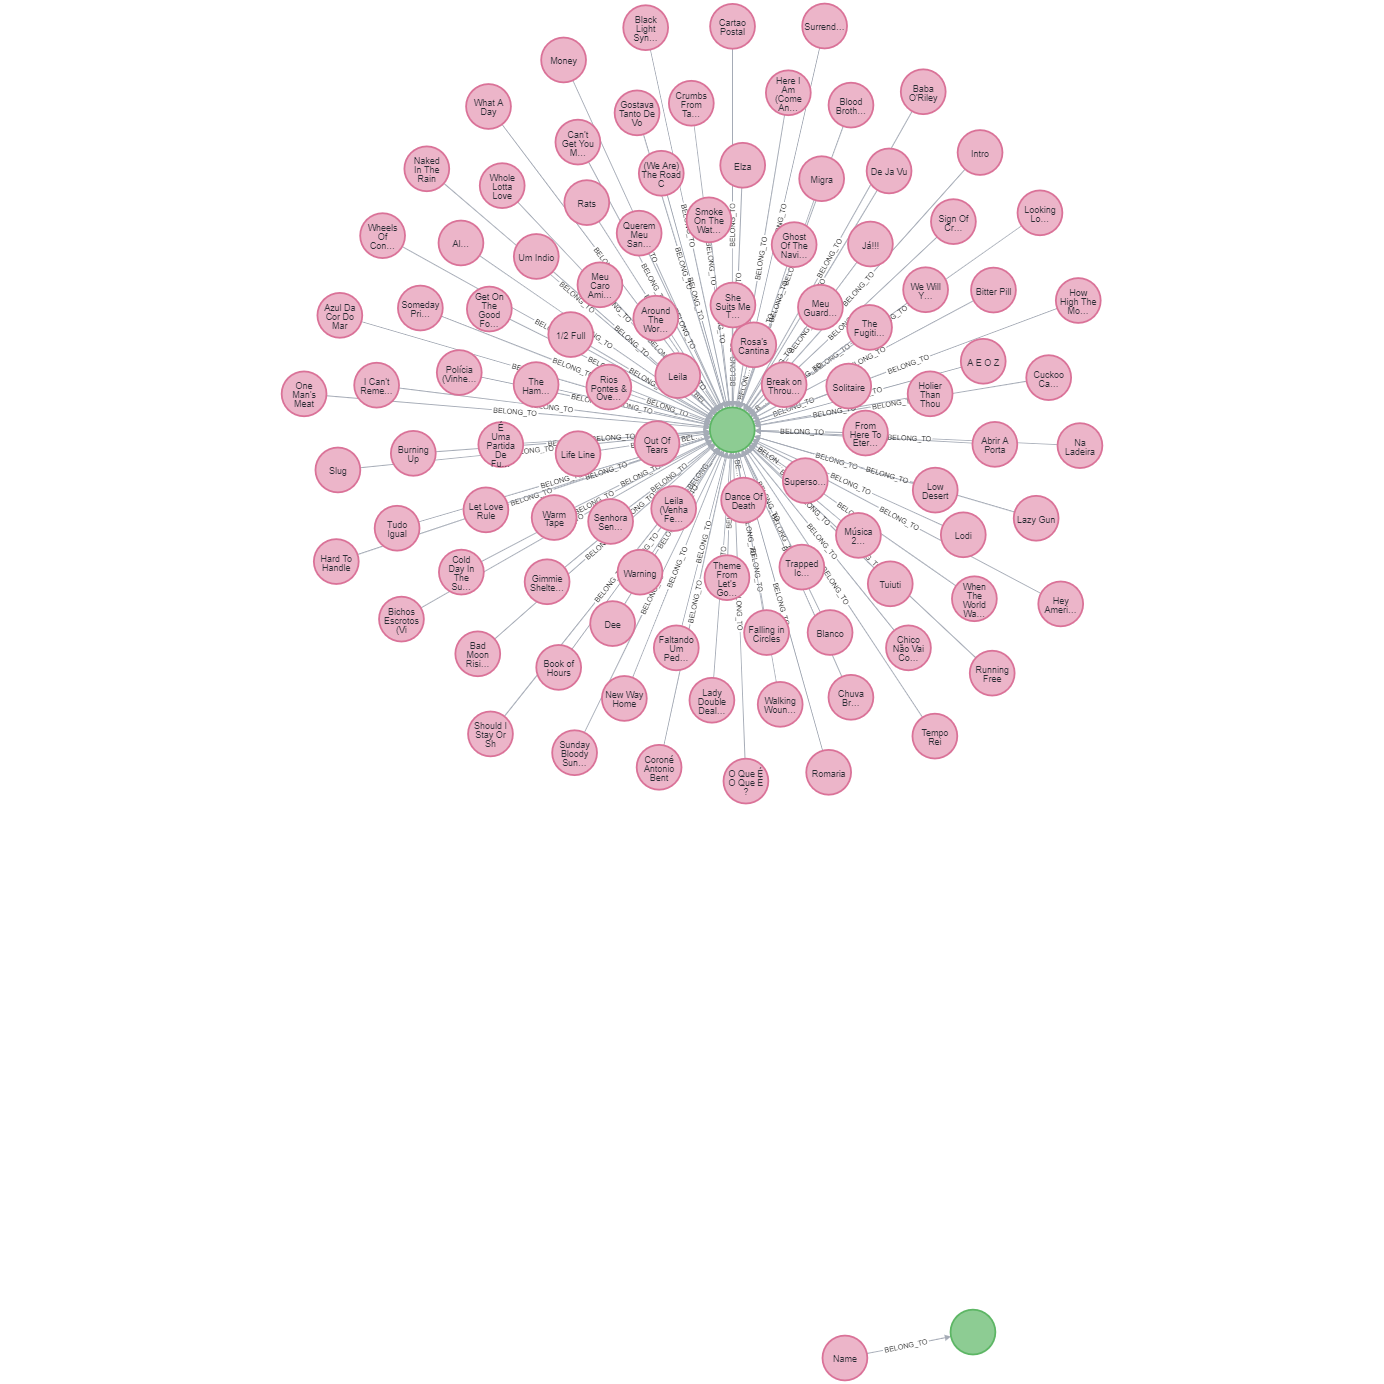 Black
Light
Syn...
Cartao
Postal
Surrend...
Money
What A
Day
Gostava
Tanto De
Vo
Crumbs
From
Ta...
Here I
Am
(Come
An...
Blood
Broth...
Baba
O'Riley
Can't
Get You
M...
Naked
In The
Rain
Whole
Lotta
Love
(We Are)
The Road
C
Elza
Migra
De Ja Vu
Intro
Rats
Wheels
Of
Con...
Al...
Um Indio
Querem
Meu
San...
Smoke
On The
Wat...
Ghost
Of The
Navi...
Já!!!
Sign Of
Cr...
Looking
Lo...
Azul Da
Cor Do
Mar
Someday
Pri...
Get On
The
Good
Fo...
Meu
Caro
Ami...
Around
The
Wor...
She
Suits Me
T...
Meu
Guard...
The
Fugiti...
We Will
Y...
Bitter Pill
How
High The
Mo...
1/2 Full
Rosa's
Cantina
One
Man's
Meat
I Can't
Reme...
Polícia
(Vinhe...
The
Ham...
Rios
Pontes &
Ove...
Leila
Break on
Throu...
Solitaire
Holier
Than
Thou
A E O Z
Cuckoo
Ca...
Slug
Burning
Up
É
Uma
Partida
De
Fu...
Life Line
Out Of
Tears
From
Here To
Eter...
Abrir A
Porta
Na
Ladeira
Tudo
Igual
Let Love
Rule
Warm
Tape
Senhora
Sen...
Leila
(Venha
Fe...
Dance Of
Death
Superso...
Música
2...
Low
Desert
Lodi
Lazy Gun
Hard To
Handle
Cold
Day In
The
Su...
Gimmie
Shelte...
Warning
Theme
From
Let's
Go...
Trapped
Ic...
Tuiuti
When
The
World
Wa...
Hey
Ameri...
Bichos
Escrotos
(Vi
Bad
Moon
Risi...
Dee
Book of
Hours
Faltando
Um
Ped...
Falling in
Circles
Blanco
Chico
Não Vai
Co...
Running
Free
Should I
Stay Or
Sh
Sunday
Bloody
Sun...
New Way
Home
Lady
Double
Deal...
Walking
Woun...
Chuva
Br...
Tempo
Rei
Coroné
Antonio
Bent
O Que É
O Que É
?
Romaria
BELONG_TO
BELONG_TO
BELONG_TO
BELONG_TO
BELONG_TO
BELONG_TO
BELONG_TO
BELONG_TO
Name
BELONG_TO